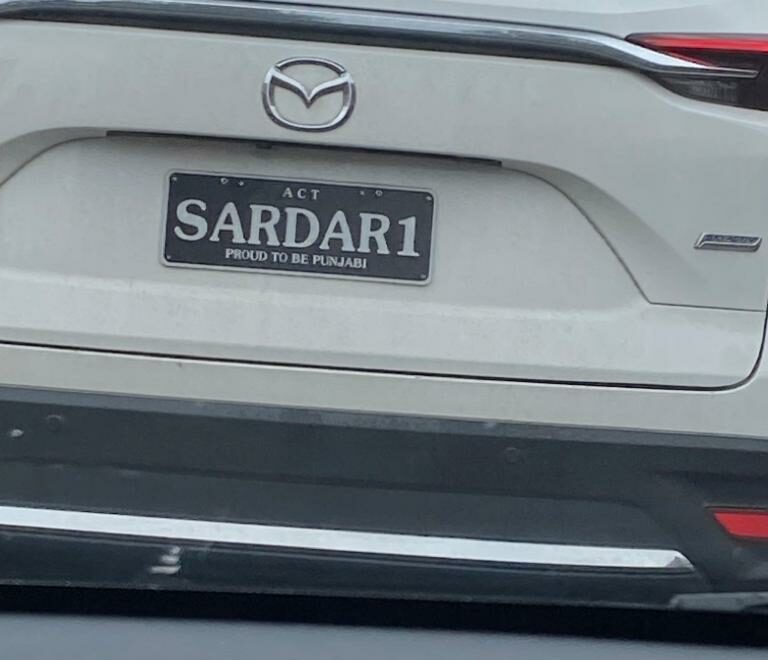 ACT
SARDAR1
PROUD TO BE PUNJABI